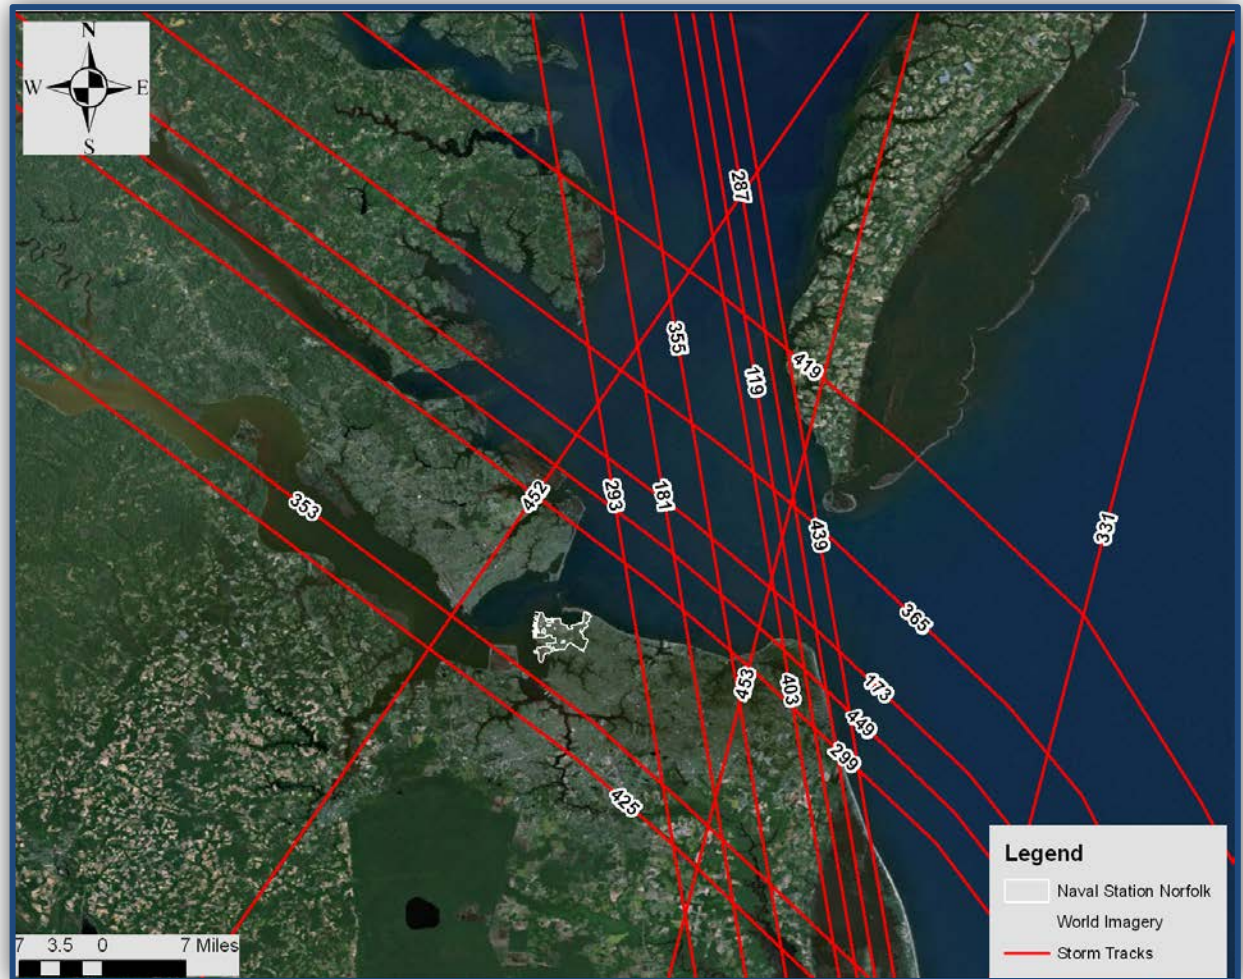 N
W E
S
287
355
119
419
353
452
293
181
439
331
365
453
403
173
449
299
425
Legend
Naval Station Norfolk
World Imagery
Storm Tracks
7 3.5 0 7 Miles